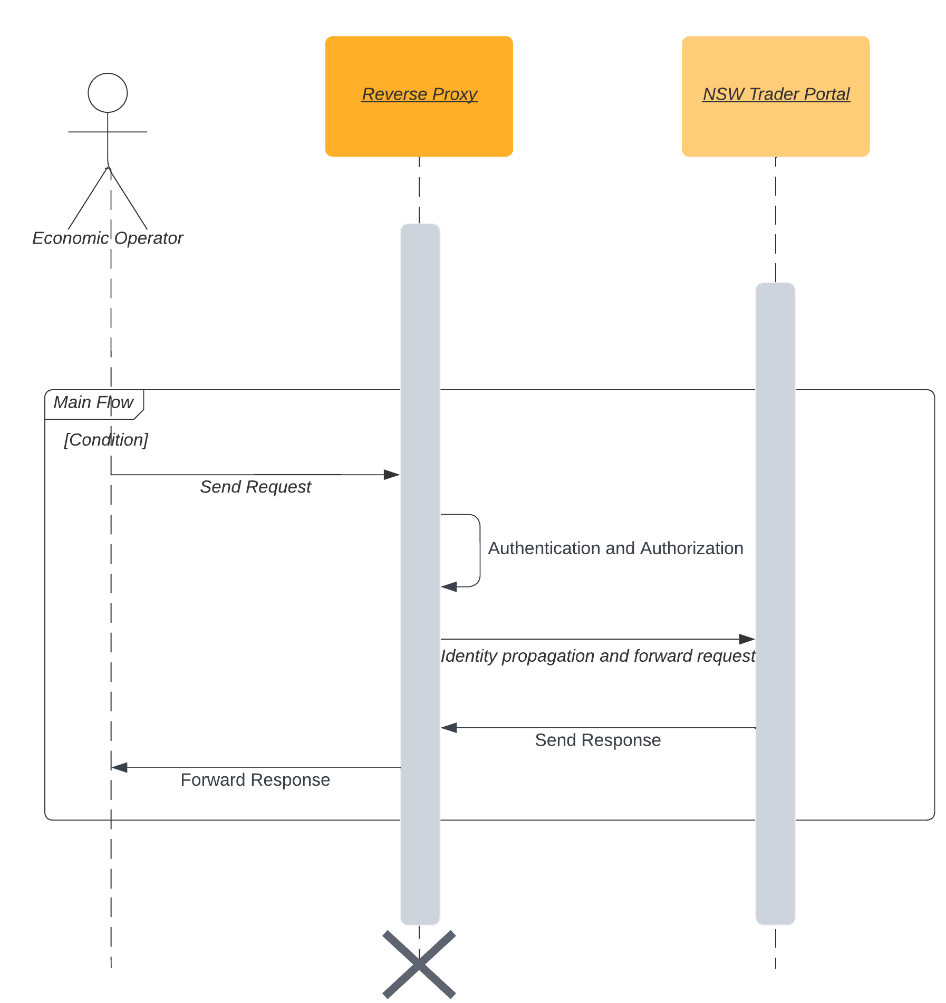 Reverse Proxy
NSW Trader Portal
Economic Operator
Main Flow
[Condition]
Send Request
Authentication and Authorization
Identity propagation and forward request
Send Response
Forward Response